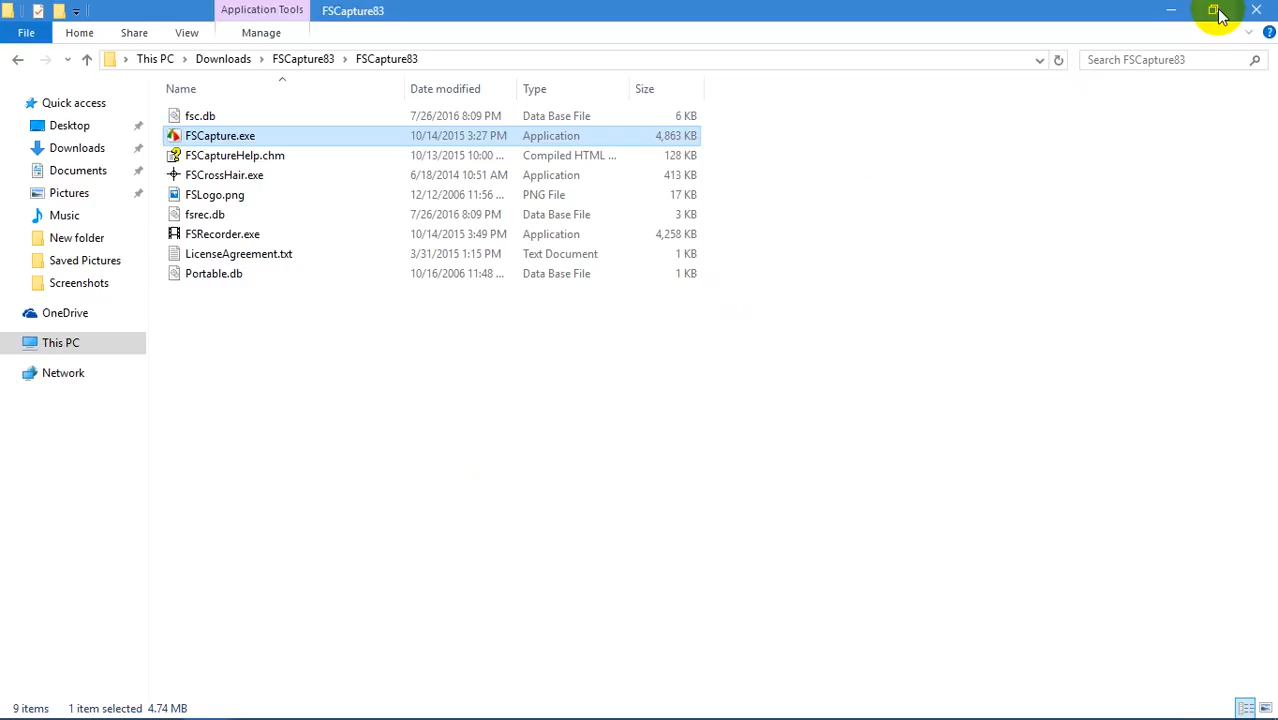 Application Tools FSCapture83
File Home Share View Manage
This PC Downloads FSCapture83 FSCapture83 Search FSCapture83
Name Date modified Type Size
Quick access
Desktop
Downloads
Documents
Pictures
Music
New folder
Saved Pictures
Screenshots
OneDrive
This PC
Network
fsc.db 7/26/2016 8:09 PM Data Base File 6 KB
FSCapture.exe 10/14/2015 3:27 PM Application 4,863 KB
FSCaptureHelp.chm 10/13/2015 10:00 ... Compiled HTML ... 128 KB
FSCrossHair.exe 6/18/2014 10:51 AM Application 413 KB
FSLogo.png 12/12/2006 11:56 ... PNG File 17 KB
fsrec.db 7/26/2016 8:09 PM Data Base File 3 KB
FSRecorder.exe 10/14/2015 3:49 PM Application 4,258 KB
LicenseAgreement.txt 3/31/2015 1:15 PM Text Document 1 KB
Portable.db 10/16/2006 11:48 ... Data Base File 1 KB
9 items 1 item selected 4.74 MB